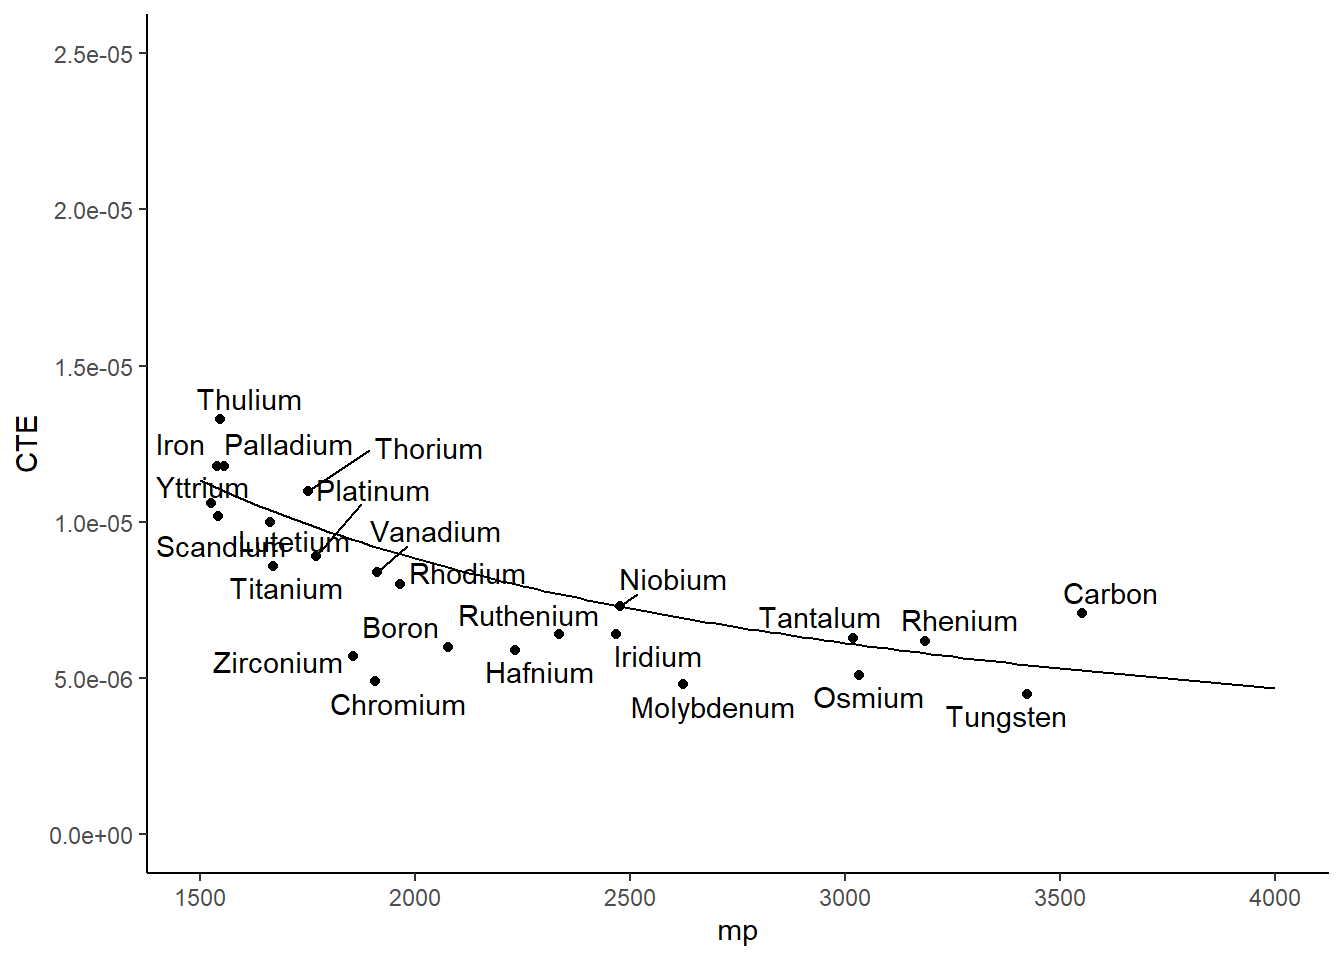 2.5e-05
2.0e-05
1.5e-05
1.0e-05
5.0e-06
0.0e+00
CTE
Thulium
Iron
Palladium
Thorium
Yttrium
Platinum
Vanadium
Scandium
Lutetium
Titanium
Rhodium
Niobium
Carbon
Boron
Ruthenium
Tantalum
Rhenium
Zirconium
Hafnium
Iridium
Chromium
Molybdenum
Osmium
Tungsten
1500
2000
2500
3000
3500
4000
mp